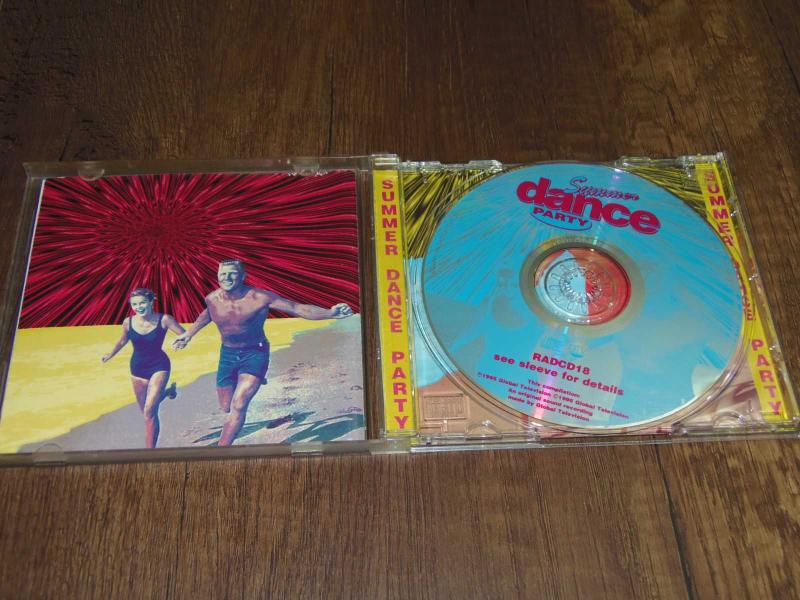 SUMMER DANCE PARTY
Summer
dance
PARTY
RADCD18
see sleeve for details
This compilation
An original sound recording
made by Global Television
SUMMER DANCE PARTY